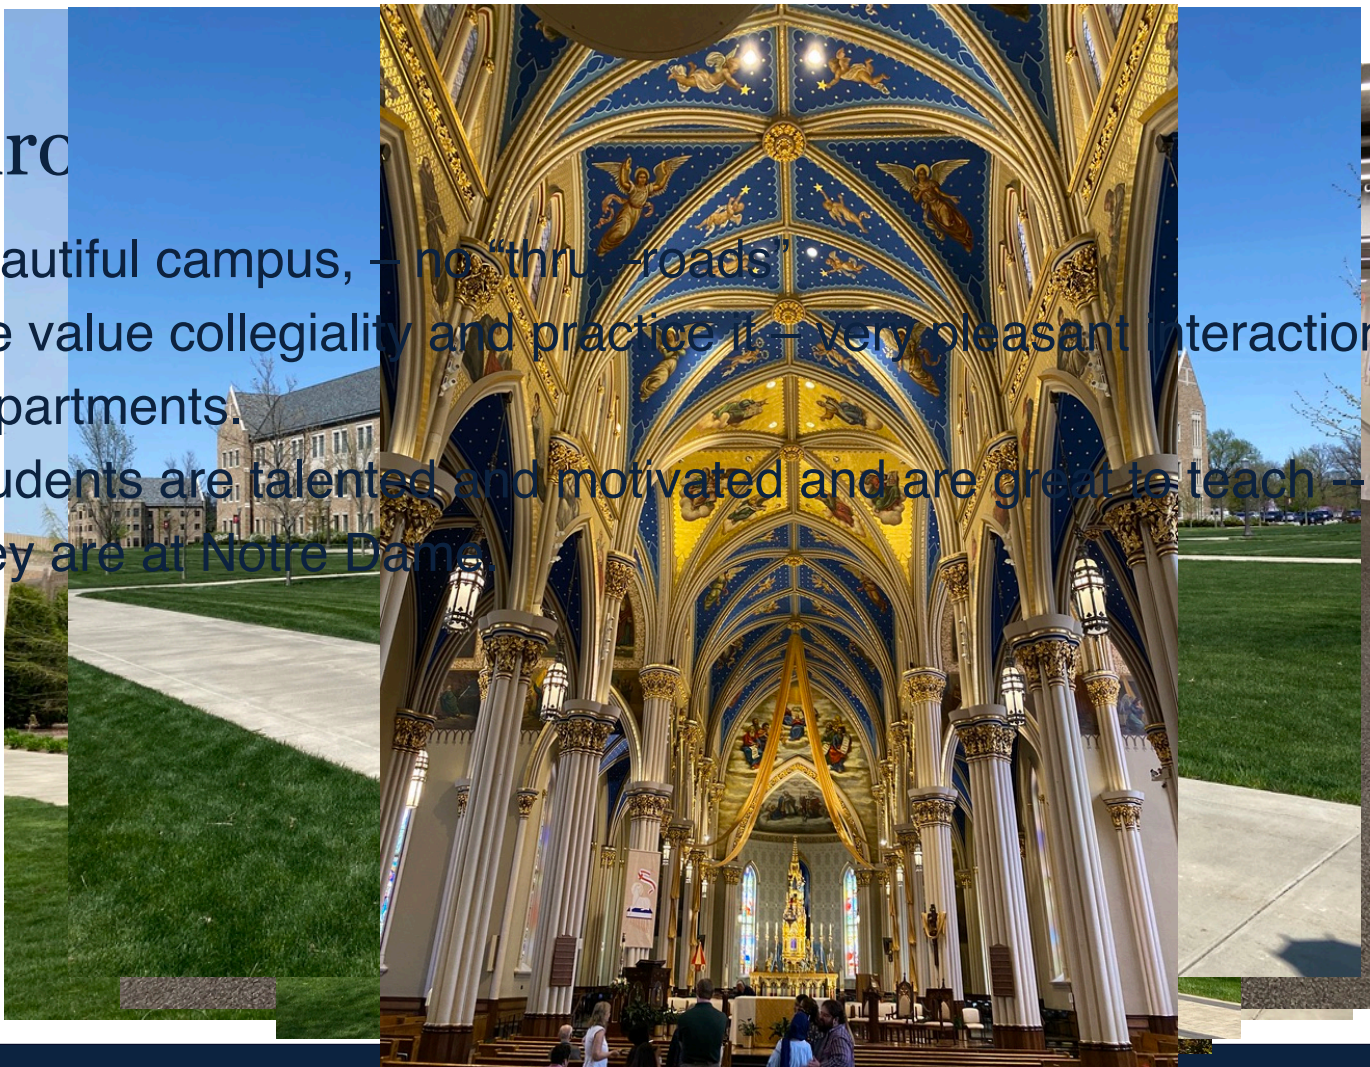 ro
autiful campus, – no “thru”-roads”
e value collegiality and practice it – very pleasant interaction
partments.
udents are talented and motivated and are great to teach --
ey are at Notre Dame.